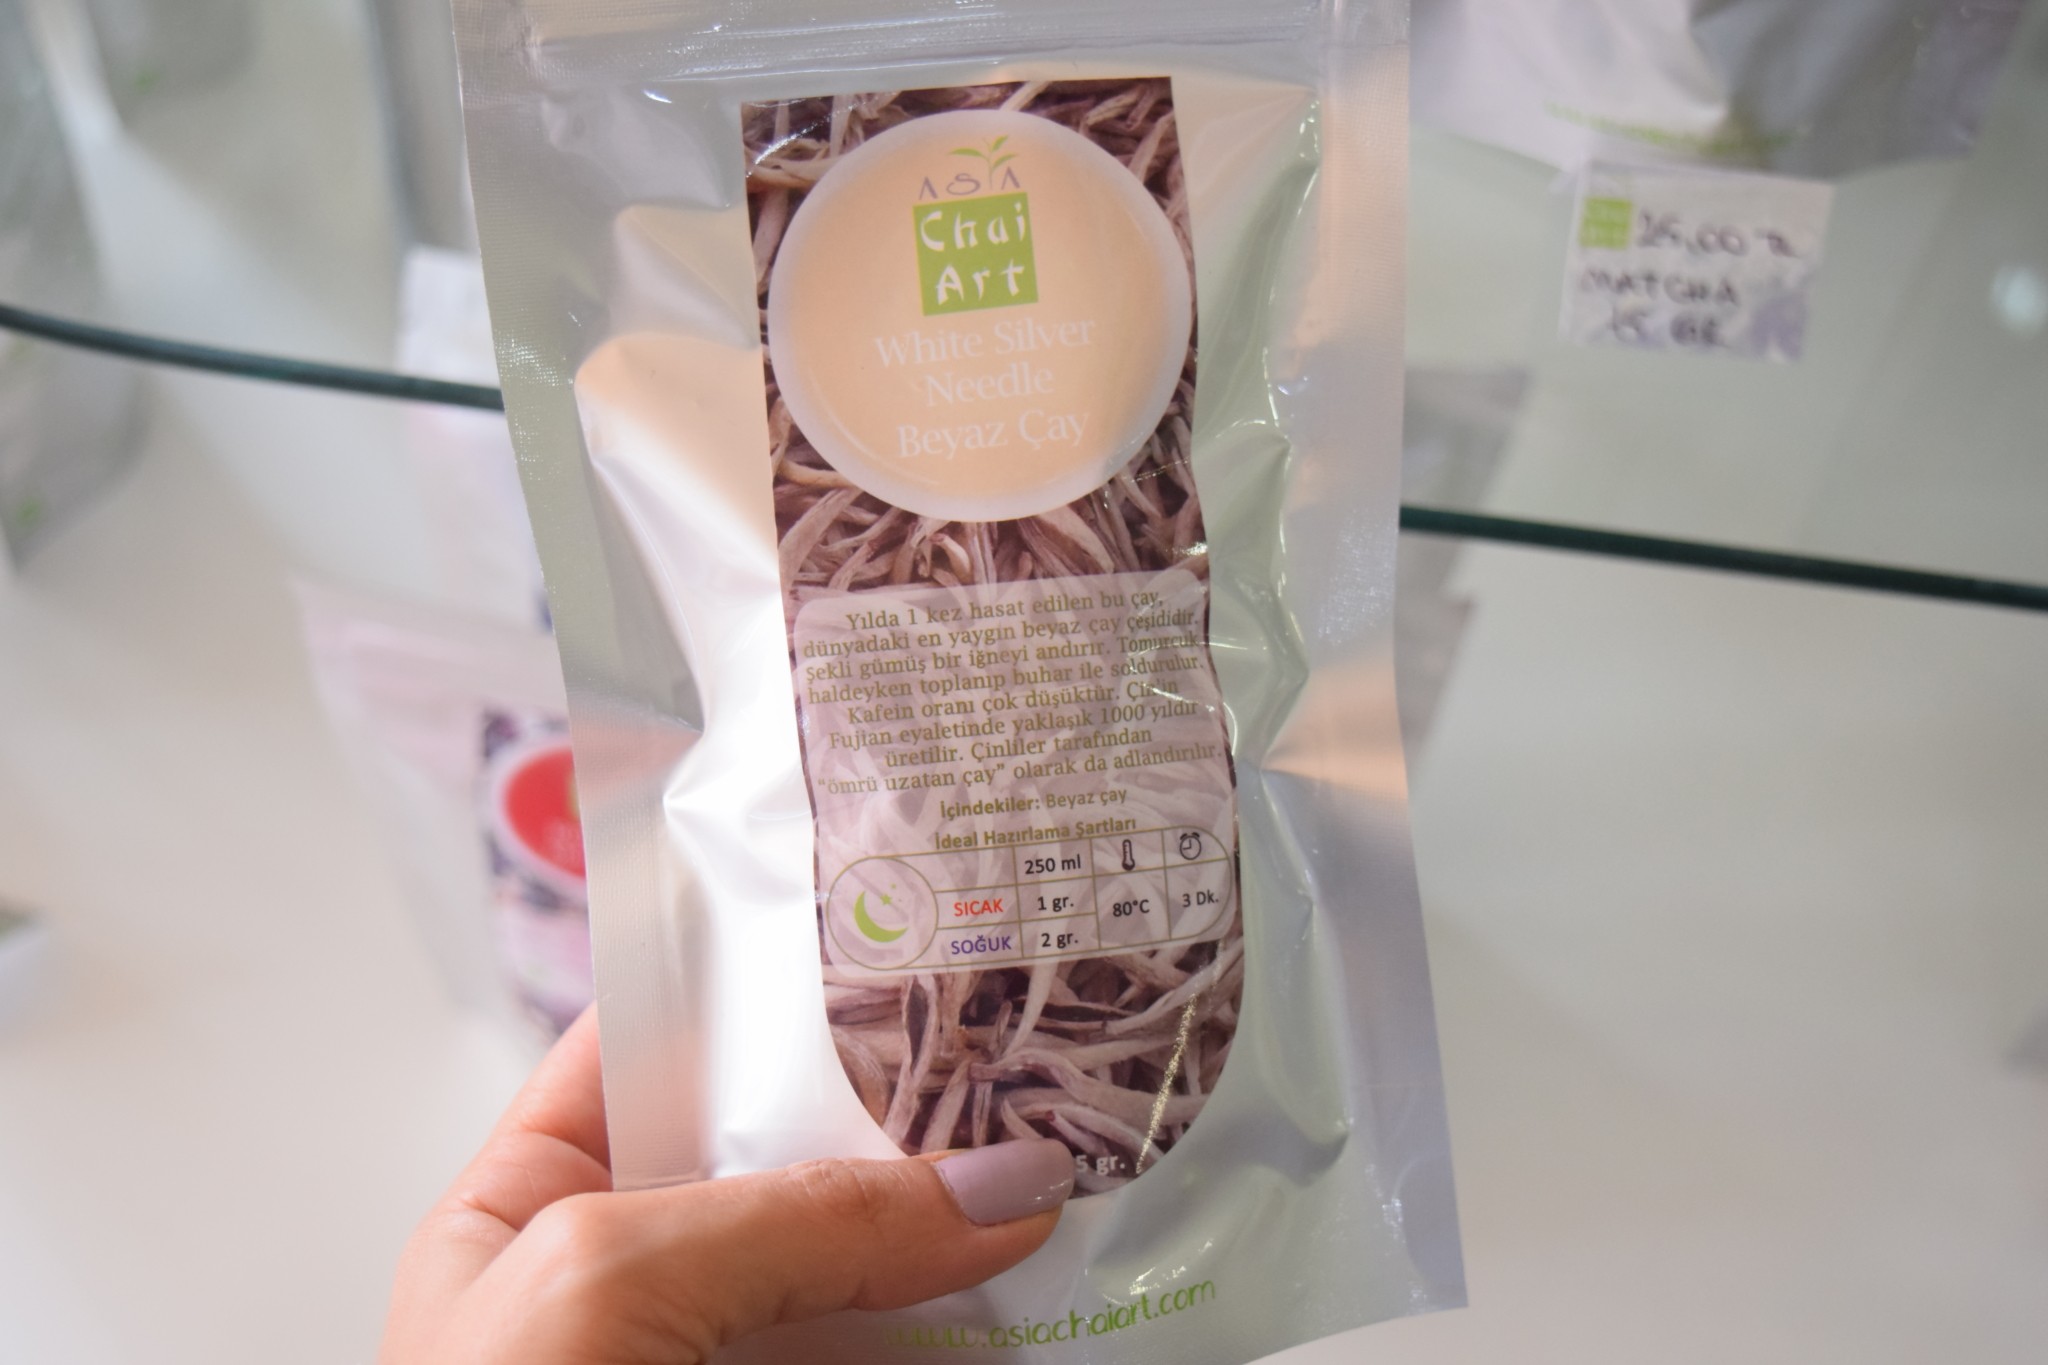 ASIA
Chai
Art
White Silver
Needle
Beyaz Çay
Yılda 1 kez hasat edilen bu çay,
dünyadaki en yaygın beyaz çay çeşididir.
Şekli gümüş bir iğneyi andırır. Tomurcuk
haldeyken toplanıp buhar ile soldurulur.
Kafein oranı çok düşüktür. Çin'in
Fujian eyaletinde yaklaşık 1000 yıldır
üretilir. Çinliler tarafından
“ömrü uzatan çay” olarak da adlandırılır.
İçindekiler: Beyaz çay
İdeal Hazırlama Şartları
250 ml
SICAK 1 gr. 80°C 3 Dk.
SOĞUK 2 gr.
5 gr.
www.asiachaiart.com
MATCHA
15 GR